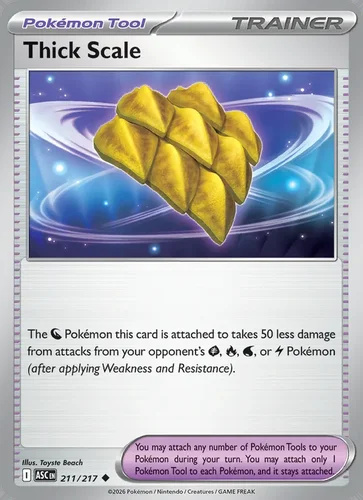 Pokémon Tool TRAINER
Thick Scale
The Pokémon this card is attached to takes 50 less damage
from attacks from your opponent's , , , or Pokémon
(after applying Weakness and Resistance).
Illus. Toyste Beach
I ASC EN 211/217 ◆
You may attach any number of Pokémon Tools to your
Pokémon during your turn. You may attach only 1
Pokémon Tool to each Pokémon, and it stays attached.
©2026 Pokémon / Nintendo / Creatures / GAME FREAK